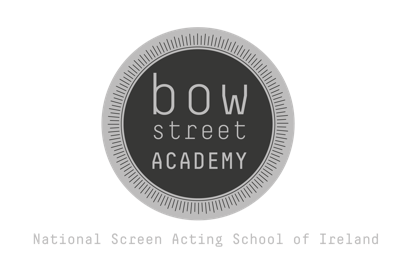 bow
street
ACADEMY
National Screen Acting School of Ireland